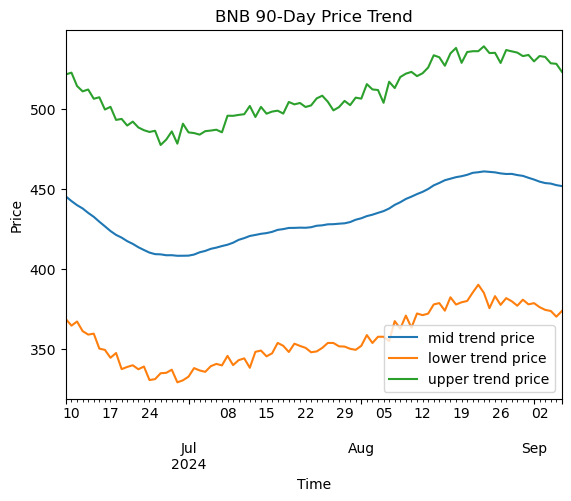 BNB 90-Day Price Trend
Price
500
450
400
350
mid trend price
lower trend price
upper trend price
10 17 24 08 15 22 29 05 12 19 26 02
Jul Aug Sep
2024
Time